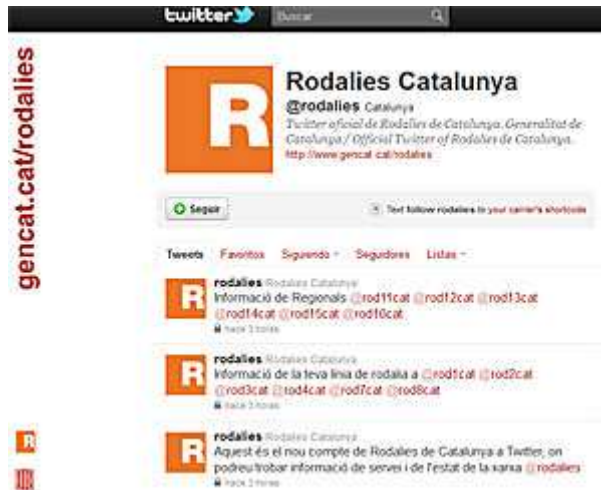 twitter
Buscar
gencat.cat/rodalies
R
Rodalies Catalunya
@rodalies Catalunya
Twitter oficial de Rodalies de Catalunya. Generalitat de
Catalunya / Official Twitter of Rodalies de Catalunya.
http://www.gencat.cat/rodalies
Seguir
Text follow rodalies to your carrier's shortcode
Tweets Favoritos Siguiendo Seguidores Listas
R
rodalies Rodalies Catalunya
Informació de Regionals @rod11cat @rod12cat @rod13cat
@rod14cat @rod15cat @rod16cat
hace 3 horas
R
rodalies Rodalies Catalunya
Informació de la teva línia de rodalia a @rod1cat @rod2cat
@rod3cat @rod4cat @rod7cat @rod8cat
hace 3 horas
R
rodalies Rodalies Catalunya
Aquest és el nou compte de Rodalies de Catalunya a Twitter, on
podreu trobar informació de servei i de l'estat de la xarxa @rodalies
hace 3 horas
R